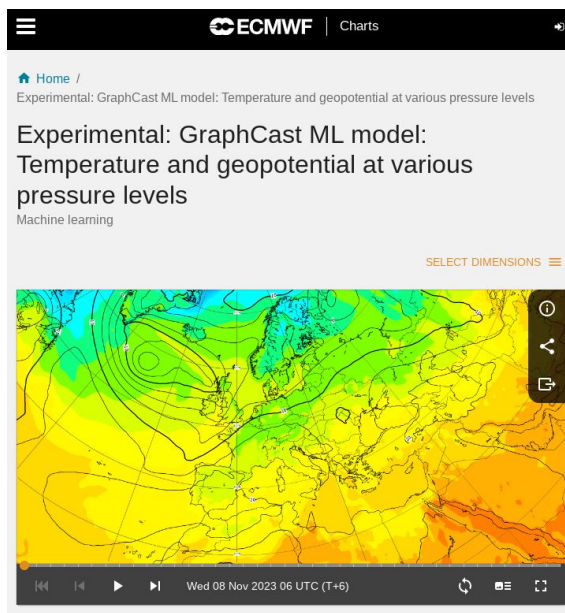 ECMWF Charts
Home /
Experimental: GraphCast ML model: Temperature and geopotential at various pressure levels
Experimental: GraphCast ML model:
Temperature and geopotential at various
pressure levels
Machine learning
SELECT DIMENSIONS
Wed 08 Nov 2023 06 UTC (T+6)